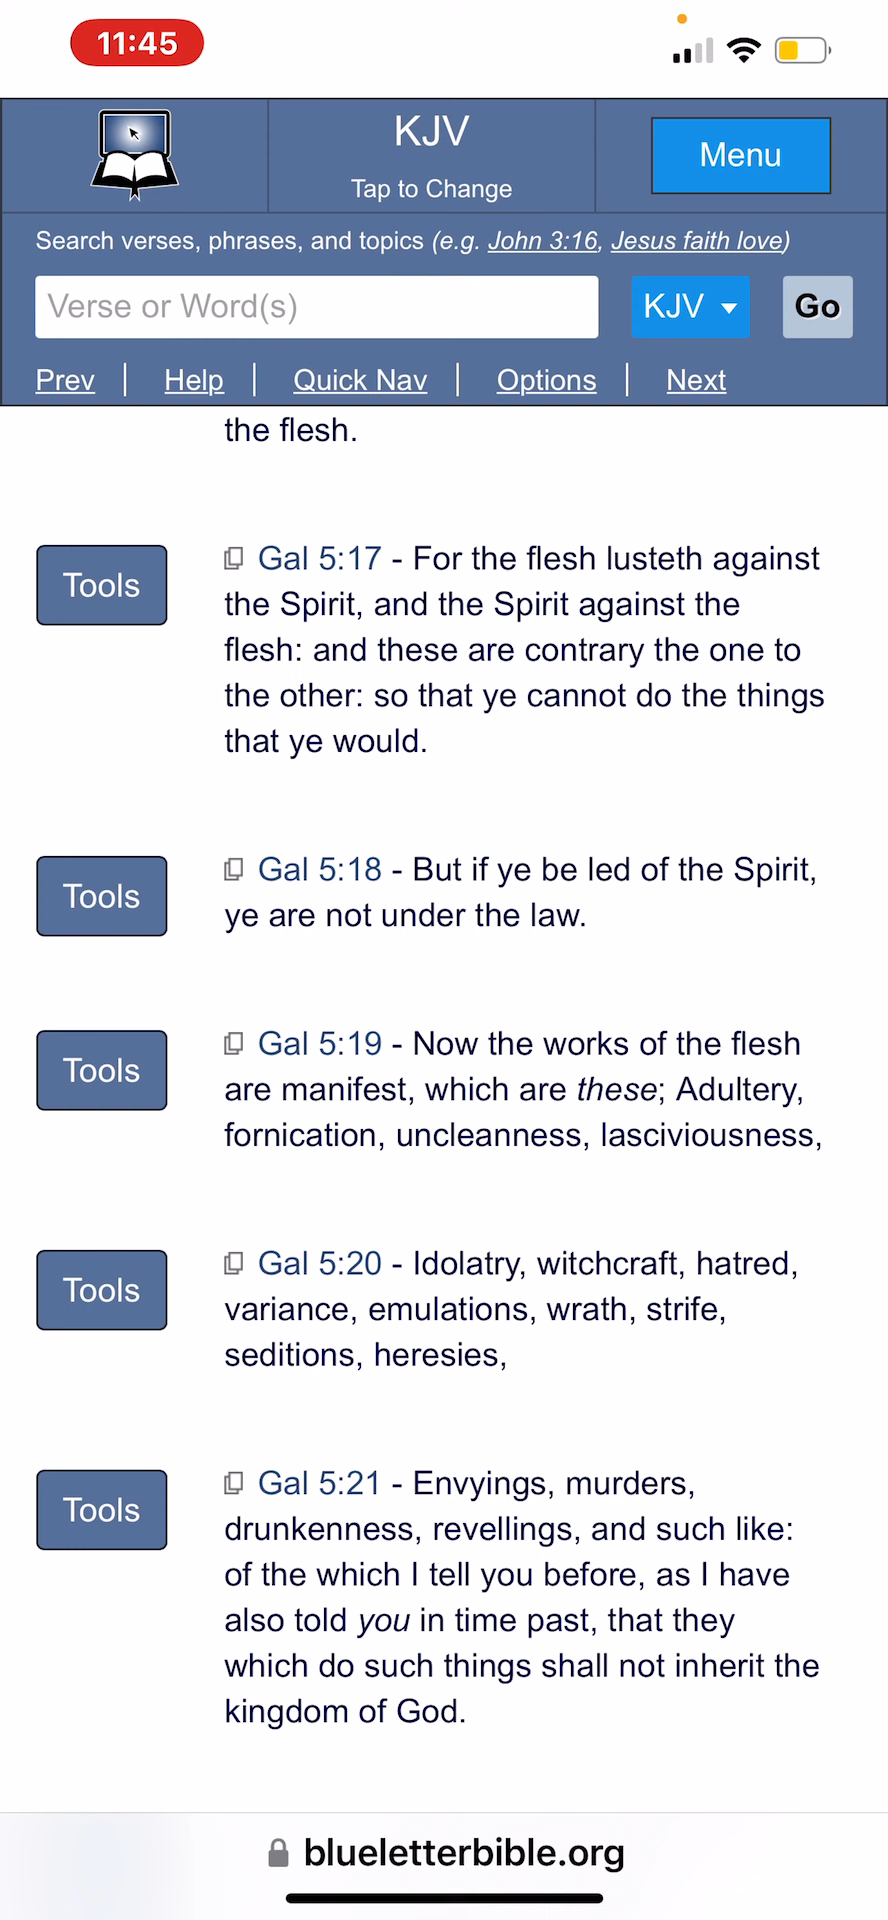 11:45
KJV
Tap to Change
Menu
Search verses, phrases, and topics (e.g. John 3:16, Jesus faith love)
Verse or Word(s)
KJV
Go
Prev | Help | Quick Nav | Options | Next
the flesh.
Tools
Gal 5:17 - For the flesh lusteth against
the Spirit, and the Spirit against the
flesh: and these are contrary the one to
the other: so that ye cannot do the things
that ye would.
Tools
Gal 5:18 - But if ye be led of the Spirit,
ye are not under the law.
Tools
Gal 5:19 - Now the works of the flesh
are manifest, which are these; Adultery,
fornication, uncleanness, lasciviousness,
Tools
Gal 5:20 - Idolatry, witchcraft, hatred,
variance, emulations, wrath, strife,
seditions, heresies,
Tools
Gal 5:21 - Envyings, murders,
drunkenness, revellings, and such like:
of the which I tell you before, as I have
also told you in time past, that they
which do such things shall not inherit the
kingdom of God.
blueletterbible.org